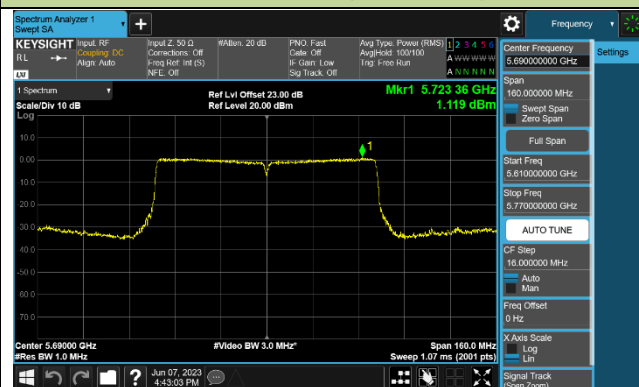 Spectrum Analyzer 1
Swept SA
+
Frequency
KEYSIGHT
RL
LXI
Input: RF
Coupling: DC
Align: Auto
Input Z: 50 Ω
Corrections: Off
Freq Ref: Int (S)
NFE: Off
#Atten: 20 dB
PNO: Fast
Gate: Off
IF Gain: Low
Sig Track: Off
Avg Type: Power (RMS)
Avg|Hold: 100/100
Trig: Free Run
1 2 3 4 5 6
A W W W W W
A N N N N N
Center Frequency
5.690000000 GHz
Settings
Span
160.000000 MHz
Swept Span
Zero Span
Full Span
Start Freq
5.610000000 GHz
Stop Freq
5.770000000 GHz
AUTO TUNE
CF Step
16.000000 MHz
Auto
Man
Freq Offset
0 Hz
X Axis Scale
Log
Lin
Signal Track
(Span Zoom)
1 Spectrum
Scale/Div 10 dB
Log
Ref Lvl Offset 23.00 dB
Ref Level 20.00 dBm
Mkr1 5.723 36 GHz
1.119 dBm
1
10.0
0.00
-10.0
-20.0
-30.0
-40.0
-50.0
-60.0
-70.0
Center 5.69000 GHz
#Res BW 1.0 MHz
#Video BW 3.0 MHz*
Span 160.0 MHz
Sweep 1.07 ms (2001 pts)
?
Jun 07, 2023
4:43:03 PM